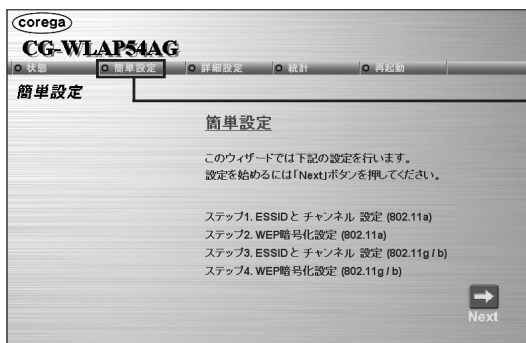 corega
CG-WLAP54AG
状態 簡単設定 詳細設定 統計 再起動
簡単設定
簡単設定
このウィザードでは下記の設定を行います。
設定を始めるには「Next」ボタンを押してください。
ステップ1. ESSIDと チャンネル 設定 (802.11a)
ステップ2. WEP暗号化設定 (802.11a)
ステップ3. ESSIDと チャンネル 設定 (802.11g / b)
ステップ4. WEP暗号化設定 (802.11g / b)
Next